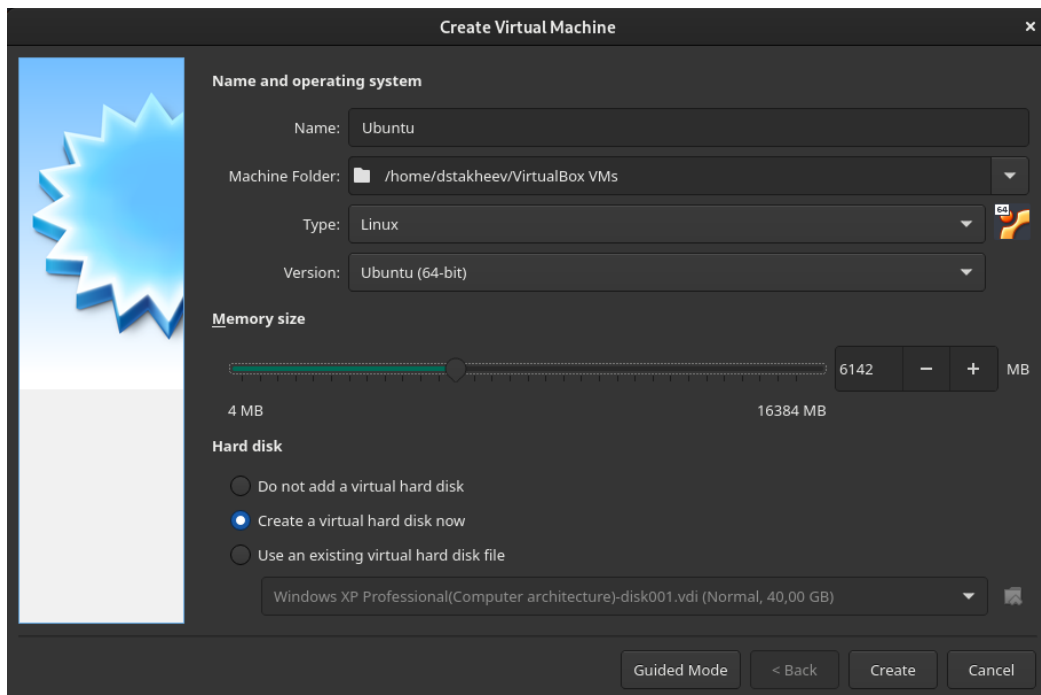 Create Virtual Machine
Name and operating system
Name: Ubuntu
Machine Folder: /home/dstakheev/VirtualBox VMs
Type: Linux
64
Version: Ubuntu (64-bit)
Memory size
6142 − + MB
4 MB 16384 MB
Hard disk
Do not add a virtual hard disk
Create a virtual hard disk now
Use an existing virtual hard disk file
Windows XP Professional(Computer architecture)-disk001.vdi (Normal, 40,00 GB)
Guided Mode < Back Create Cancel